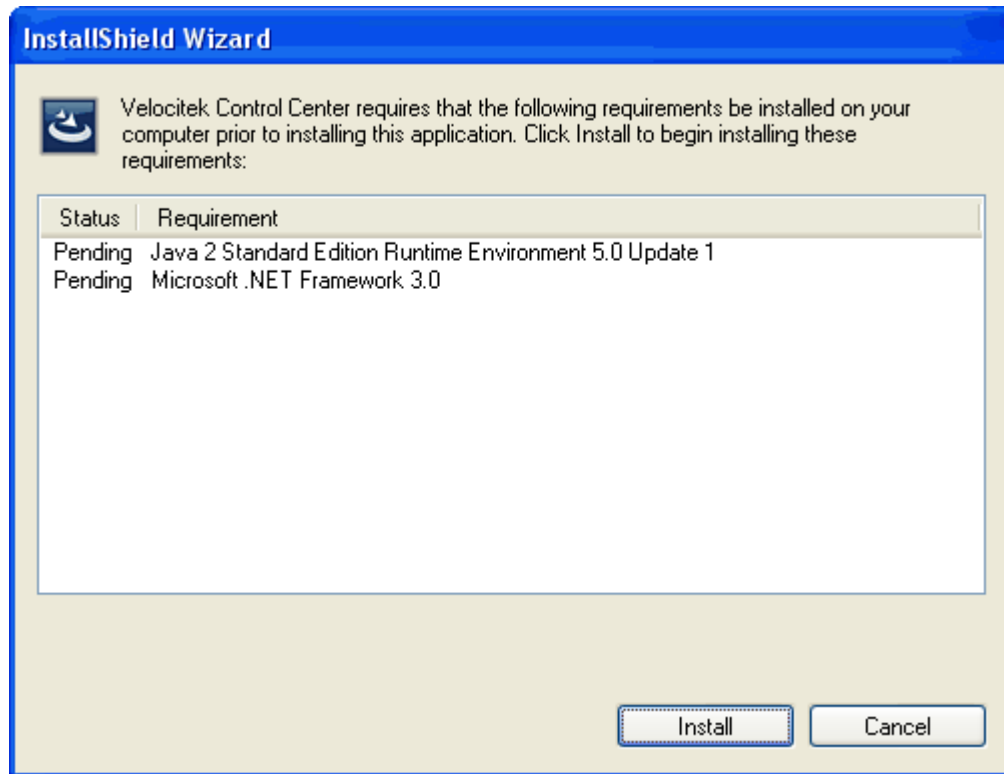 InstallShield Wizard
Velocitek Control Center requires that the following requirements be installed on your
computer prior to installing this application. Click Install to begin installing these
requirements:
Status Requirement
Pending Java 2 Standard Edition Runtime Environment 5.0 Update 1
Pending Microsoft .NET Framework 3.0
Install Cancel